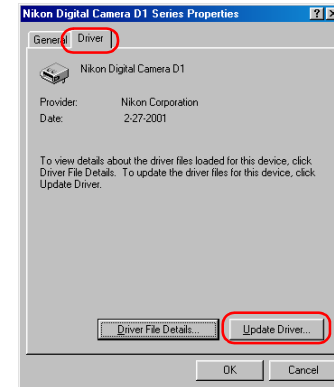 Nikon Digital Camera D1 Series Properties
General Driver
Nikon Digital Camera D1
Provider: Nikon Corporation
Date: 2-27-2001
To view details about the driver files loaded for this device, click
Driver File Details. To update the driver files for this device, click
Update Driver.
Driver File Details... Update Driver...
OK Cancel